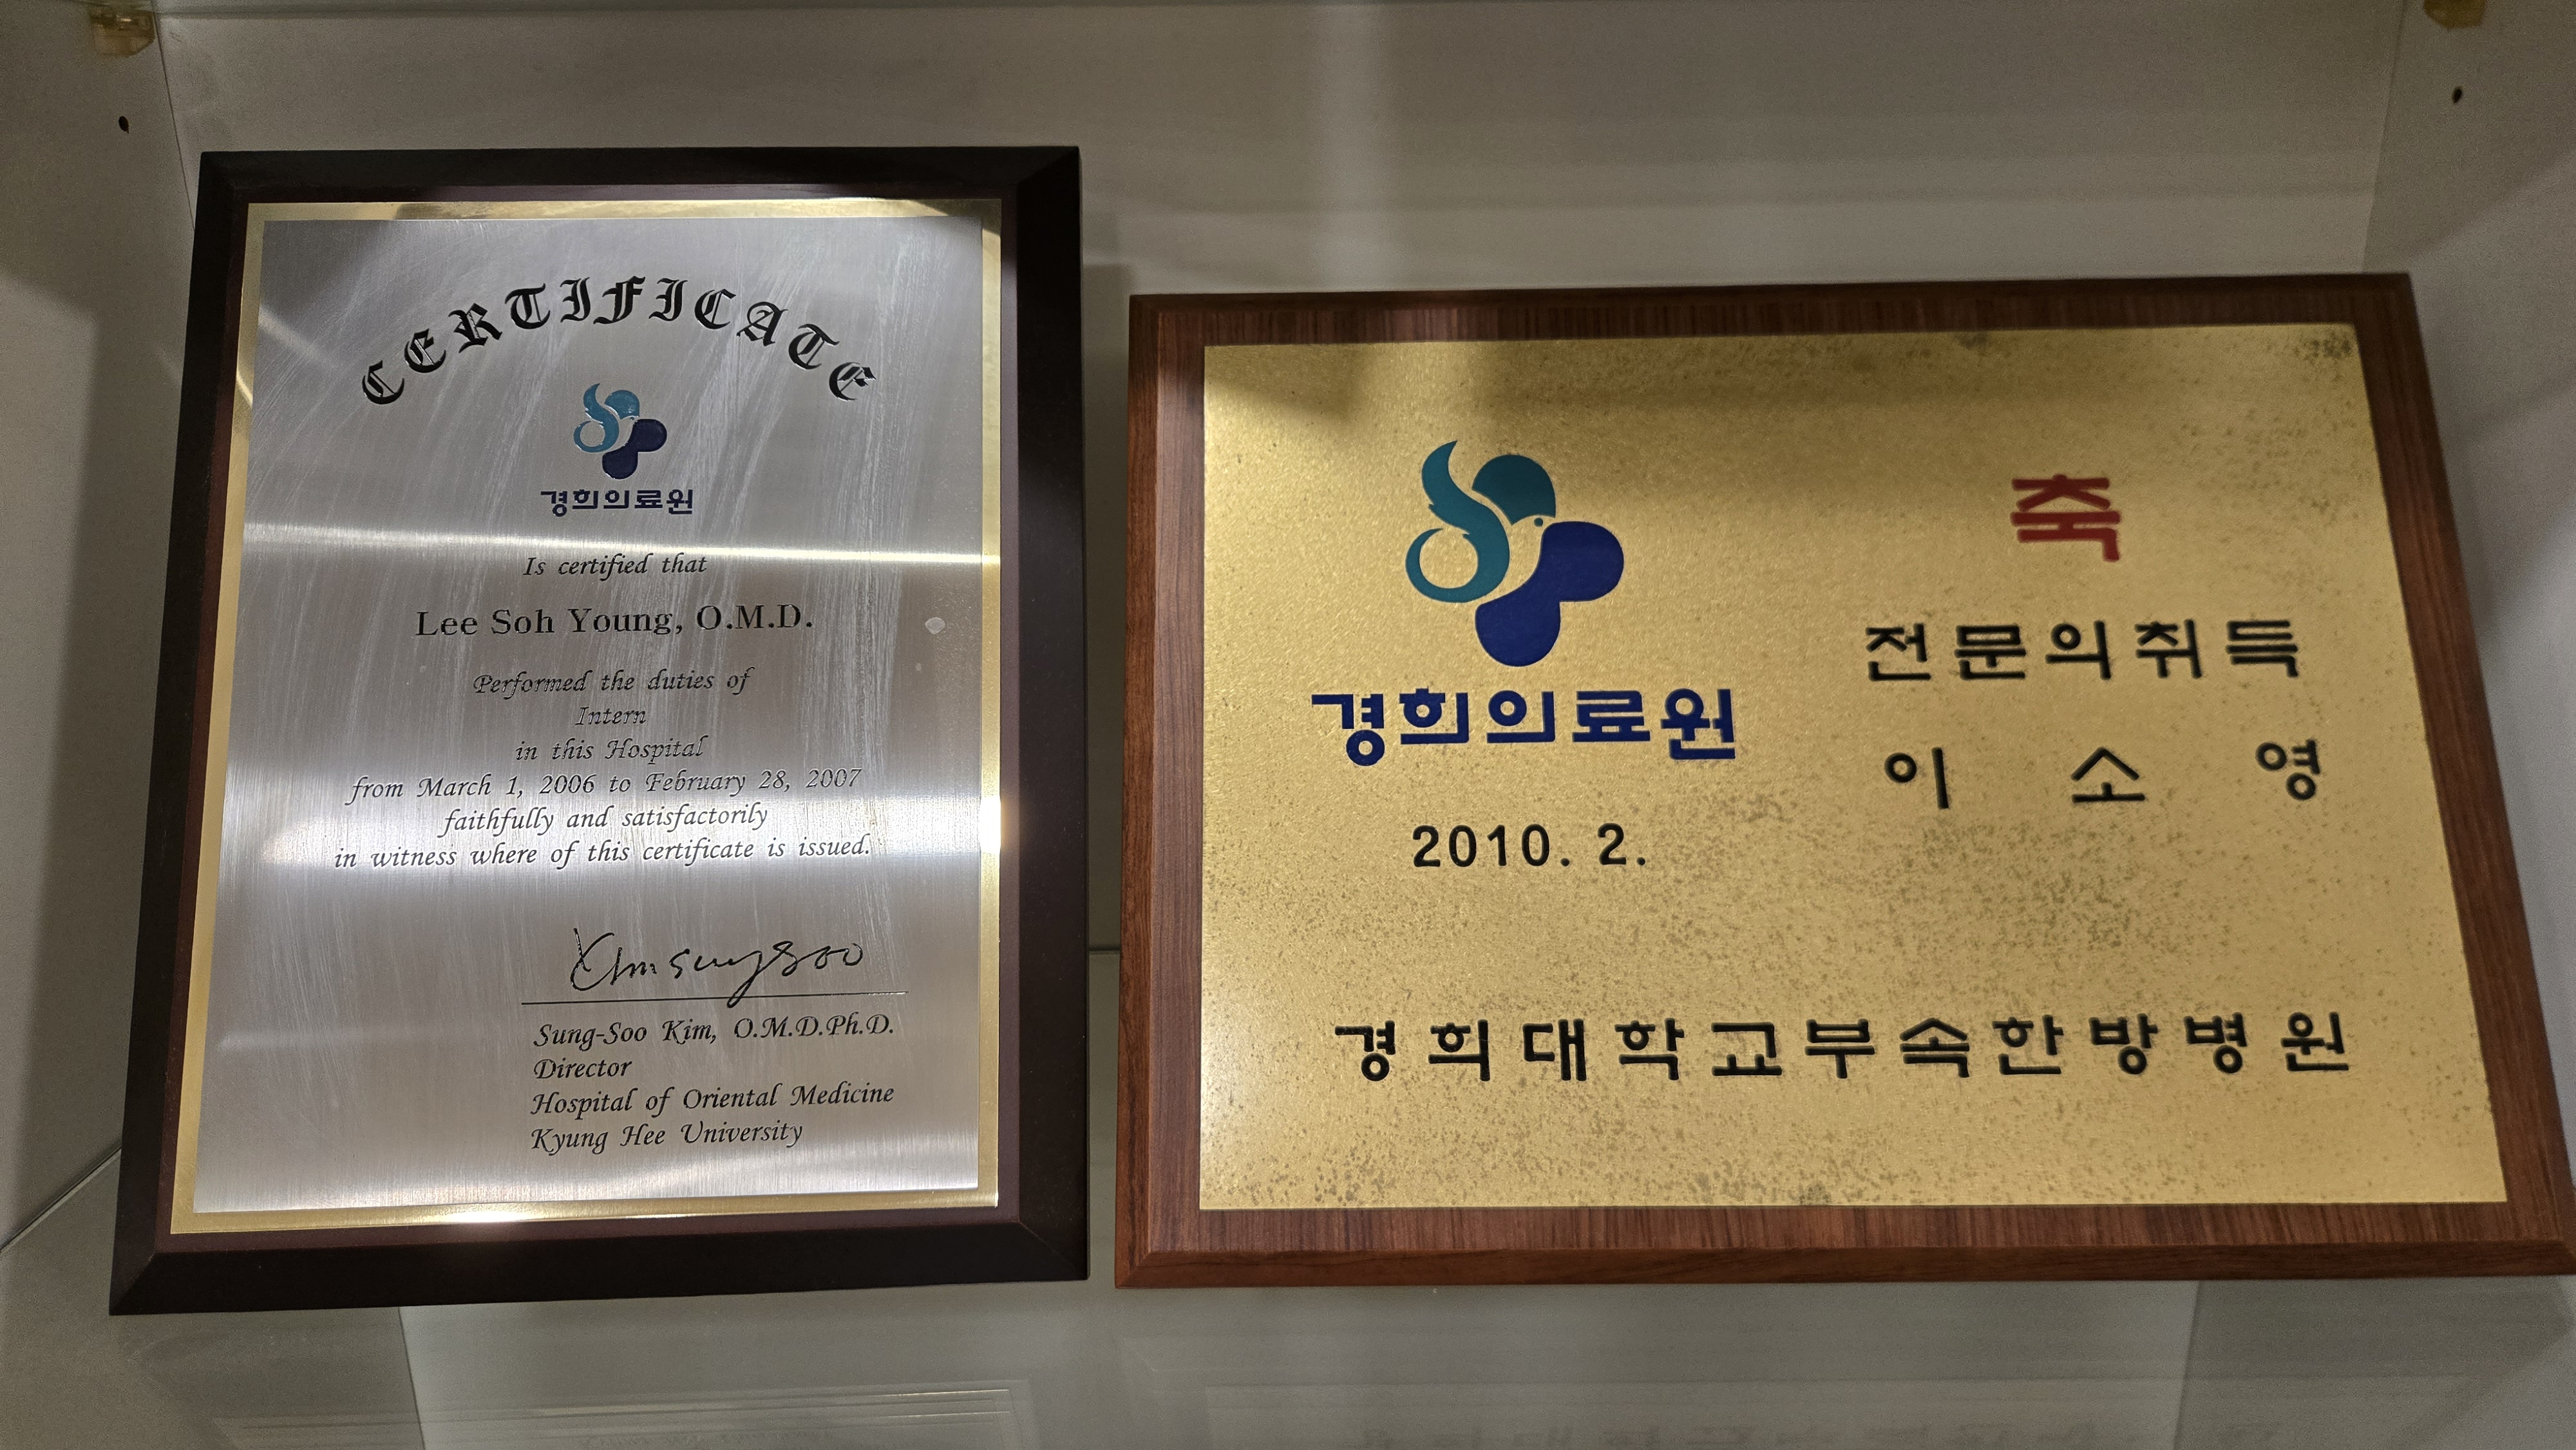 CERTIFICATE
경희의료원
Is certified that
Lee Soh Young, O.M.D.
Performed the duties of
Intern
in this Hospital
from March 1, 2006 to February 28, 2007
faithfully and satisfactorily
in witness where of this certificate is issued.
Kim sung soo
Sung-Soo Kim, O.M.D.Ph.D.
Director
Hospital of Oriental Medicine
Kyung Hee University
축
전문의취득
이 소 영
경희의료원
2010. 2.
경희대학교부속한방병원